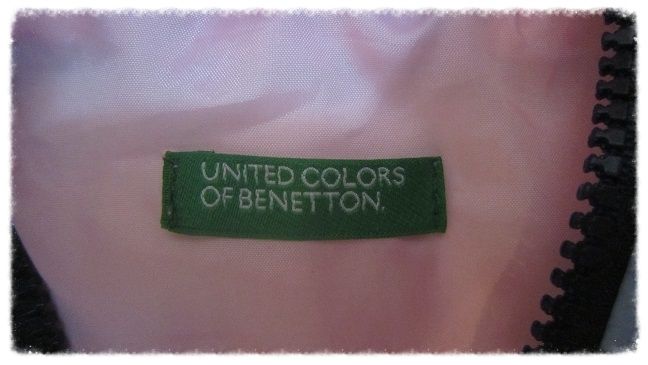 UNITED COLORS
OF BENETTON.